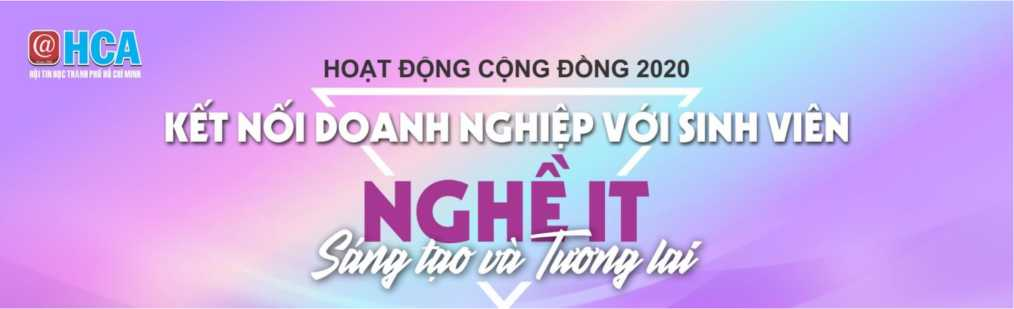 @HCA
HỘI TIN HỌC THÀNH PHỐ HỒ CHÍ MINH
HOẠT ĐỘNG CỘNG ĐỒNG 2020
KẾT NỐI DOANH NGHIỆP VỚI SINH VIÊN
NGHỀ IT
Sáng tạo và Tương lai